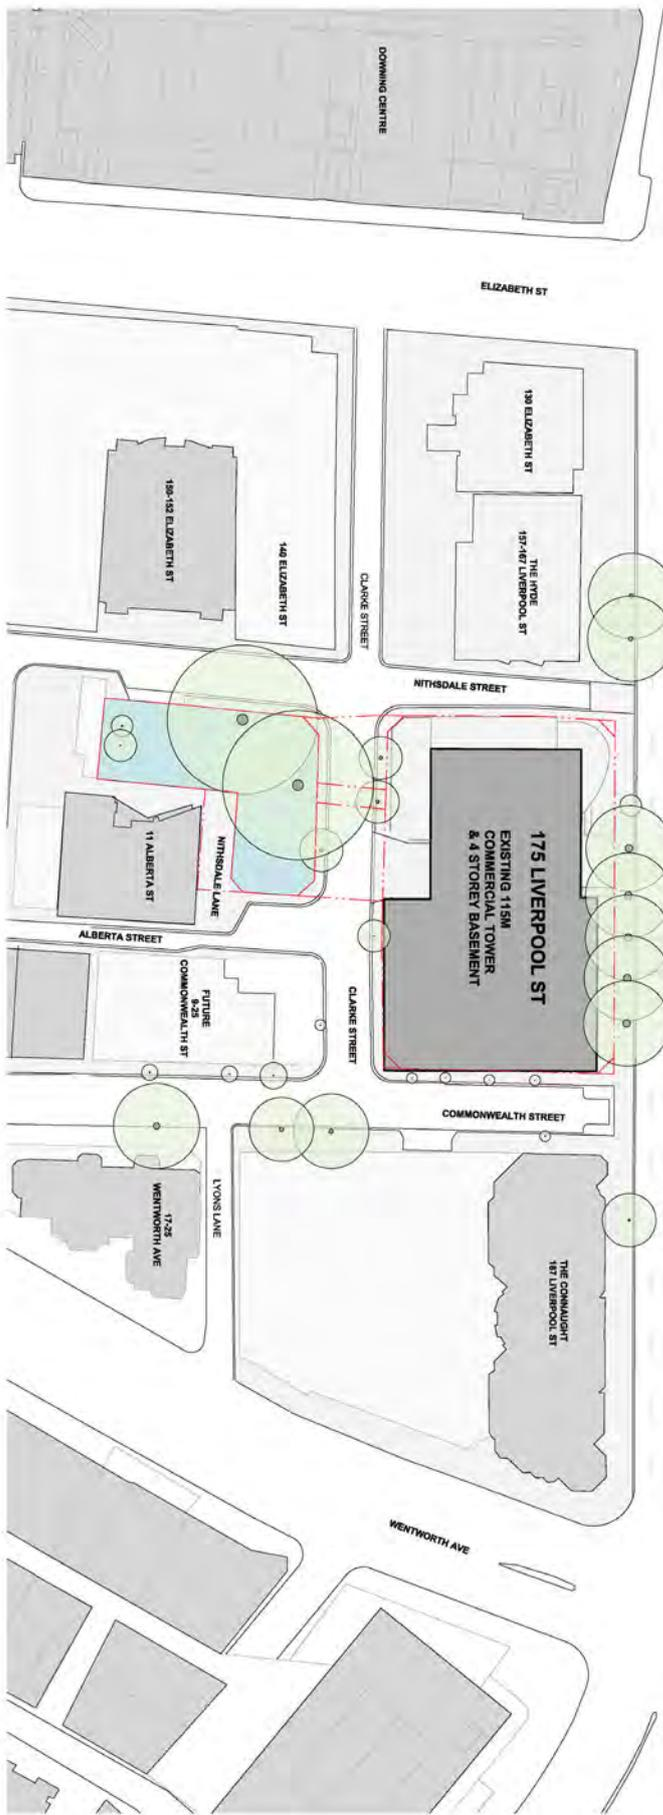 DOWNING CENTRE
ELIZABETH ST
130 ELIZABETH ST
THE HYDE
157-167 LIVERPOOL ST
150-152 ELIZABETH ST
140 ELIZABETH ST
CLARKE STREET
NITHSDALE STREET
175 LIVERPOOL ST
EXISTING 115M
COMMERCIAL TOWER
& 4 STOREY BASEMENT
11 ALBERTA ST
NITHSDALE LANE
ALBERTA STREET
FUTURE
9-25
COMMONWEALTH ST
CLARKE STREET
COMMONWEALTH STREET
17-25
WENTWORTH AVE
LYONS LANE
THE CONNAUGHT
187 LIVERPOOL ST
WENTWORTH AVE